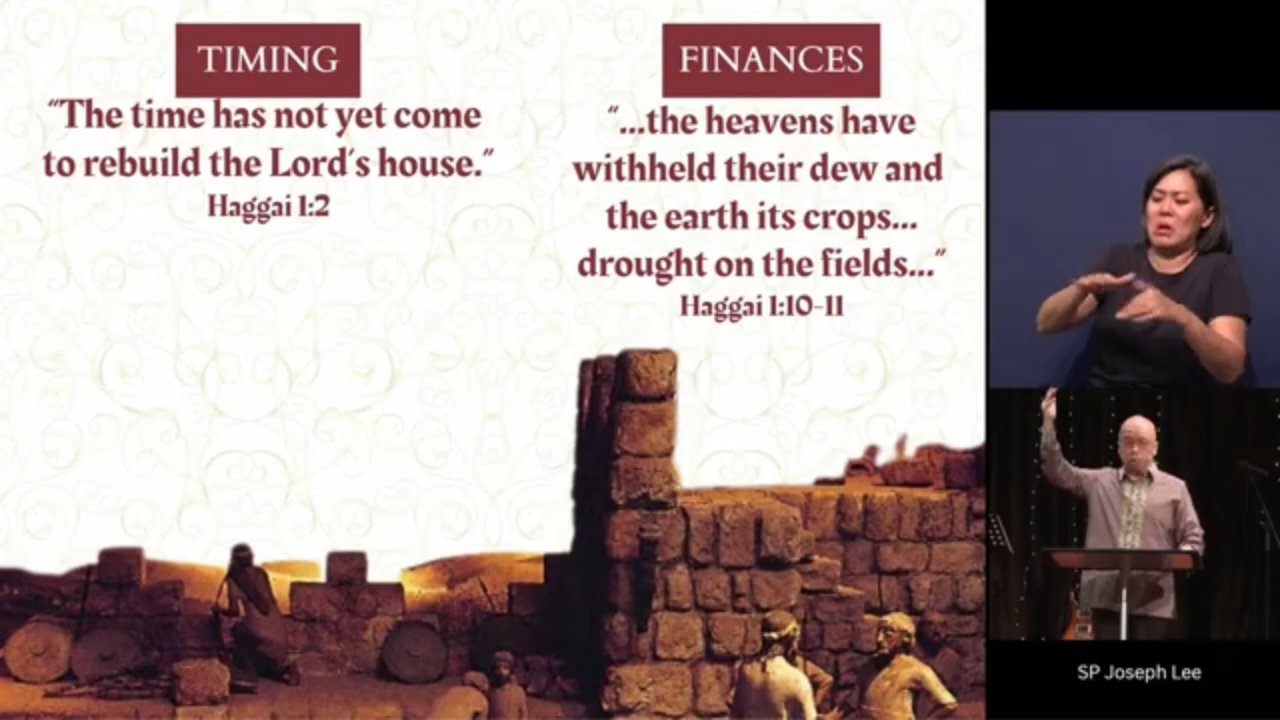 TIMING
“The time has not yet come
to rebuild the Lord’s house.”
Haggai 1:2
FINANCES
“...the heavens have
withheld their dew and
the earth its crops...
drought on the fields...”
Haggai 1:10-11
SP Joseph Lee